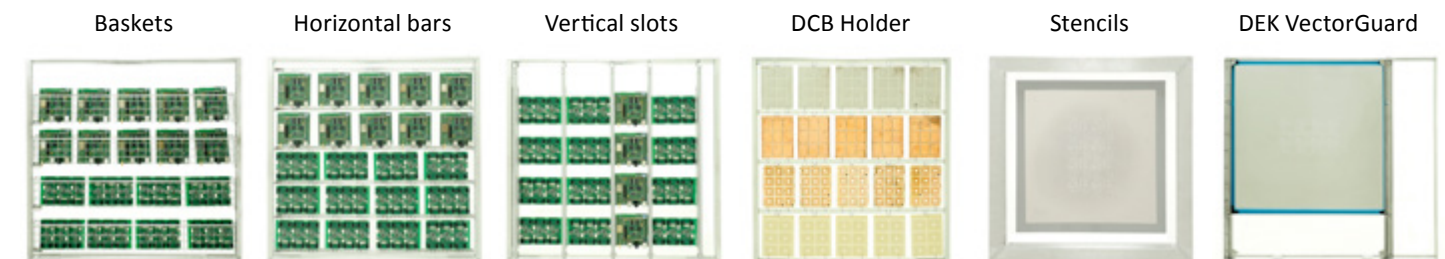 Baskets
Horizontal bars
Vertical slots
DCB Holder
Stencils
DEK VectorGuard